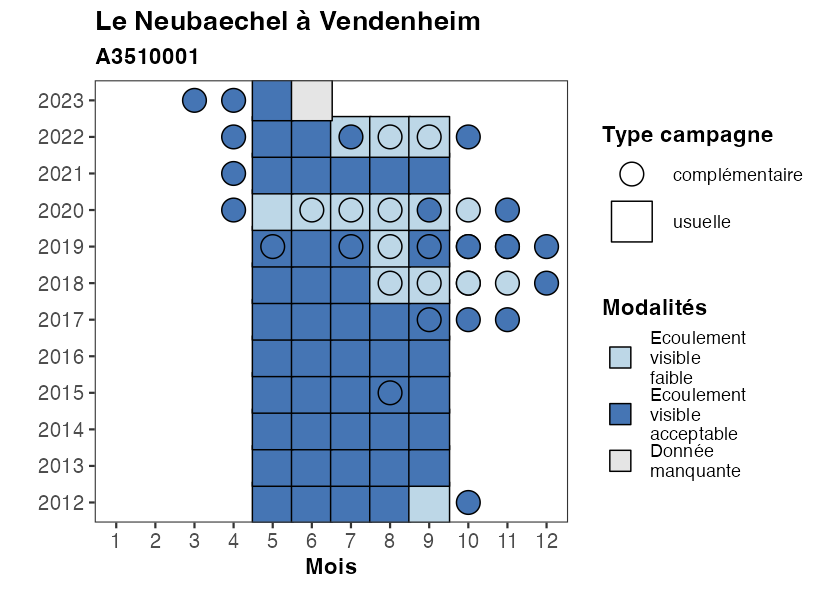 Le Neubaechel à Vendenheim
A3510001
2023
2022
2021
2020
2019
2018
2017
2016
2015
2014
2013
2012
1 2 3 4 5 6 7 8 9 10 11 12
Mois
Type campagne
complémentaire
usuelle
Modalités
Ecoulement
visible
faible
Ecoulement
visible
acceptable
Donnée
manquante